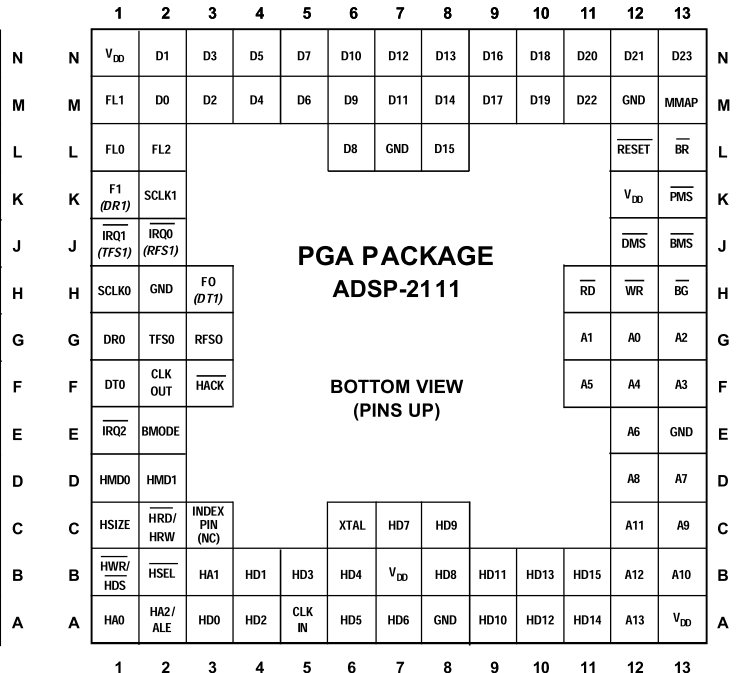 1 2 3 4 5 6 7 8 9 10 11 12 13
N N V_DD D1 D3 D5 D7 D10 D12 D13 D16 D18 D20 D21 D23 N
M M FL1 D0 D2 D4 D6 D9 D11 D14 D17 D19 D22 GND MMAP M
L L FL0 FL2 D8 GND D15 RESET BR L
K K F1 (DR1) SCLK1 V_DD PMS K
J J IRQ1 (TFS1) IRQ0 (RFS1) DMS BMS J
PGA PACKAGE
ADSP-2111
H H SCLK0 GND FO (DT1) RD WR BG H
G G DR0 TFS0 RFSO A1 A0 A2 G
F F DT0 CLK OUT HACK A5 A4 A3 F
BOTTOM VIEW
(PINS UP)
E E IRQ2 BMODE A6 GND E
D D HMD0 HMD1 A8 A7 D
C C HSIZE HRD/ HRW INDEX PIN (NC) XTAL HD7 HD9 A11 A9 C
B B HWR/ HDS HSEL HA1 HD1 HD3 HD4 V_DD HD8 HD11 HD13 HD15 A12 A10 B
A A HA0 HA2/ ALE HD0 HD2 CLK IN HD5 HD6 GND HD10 HD12 HD14 A13 V_DD A
1 2 3 4 5 6 7 8 9 10 11 12 13